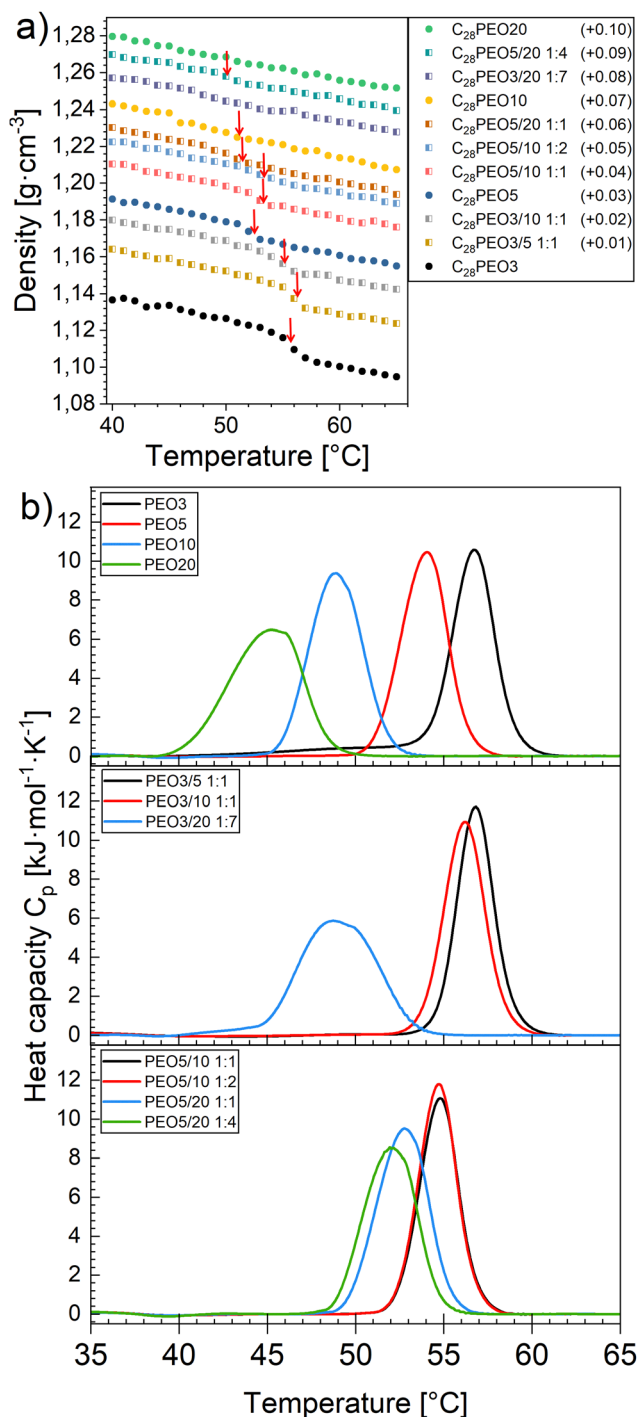 a)
1,28
1,26
1,24
1,22
1,20
1,18
1,16
1,14
1,12
1,10
1,08
Density [g·cm⁻³]
40
50
60
Temperature [°C]
C₂₈PEO20 (+0.10)
C₂₈PEO5/20 1:4 (+0.09)
C₂₈PEO3/20 1:7 (+0.08)
C₂₈PEO10 (+0.07)
C₂₈PEO5/20 1:1 (+0.06)
C₂₈PEO5/10 1:2 (+0.05)
C₂₈PEO5/10 1:1 (+0.04)
C₂₈PEO5 (+0.03)
C₂₈PEO3/10 1:1 (+0.02)
C₂₈PEO3/5 1:1 (+0.01)
C₂₈PEO3
b)
Heat capacity Cₚ [kJ·mol⁻¹·K⁻¹]
12
10
8
6
4
2
0
PEO3
PEO5
PEO10
PEO20
12
10
8
6
4
2
0
PEO3/5 1:1
PEO3/10 1:1
PEO3/20 1:7
12
10
8
6
4
2
0
PEO5/10 1:1
PEO5/10 1:2
PEO5/20 1:1
PEO5/20 1:4
35
40
45
50
55
60
65
Temperature [°C]